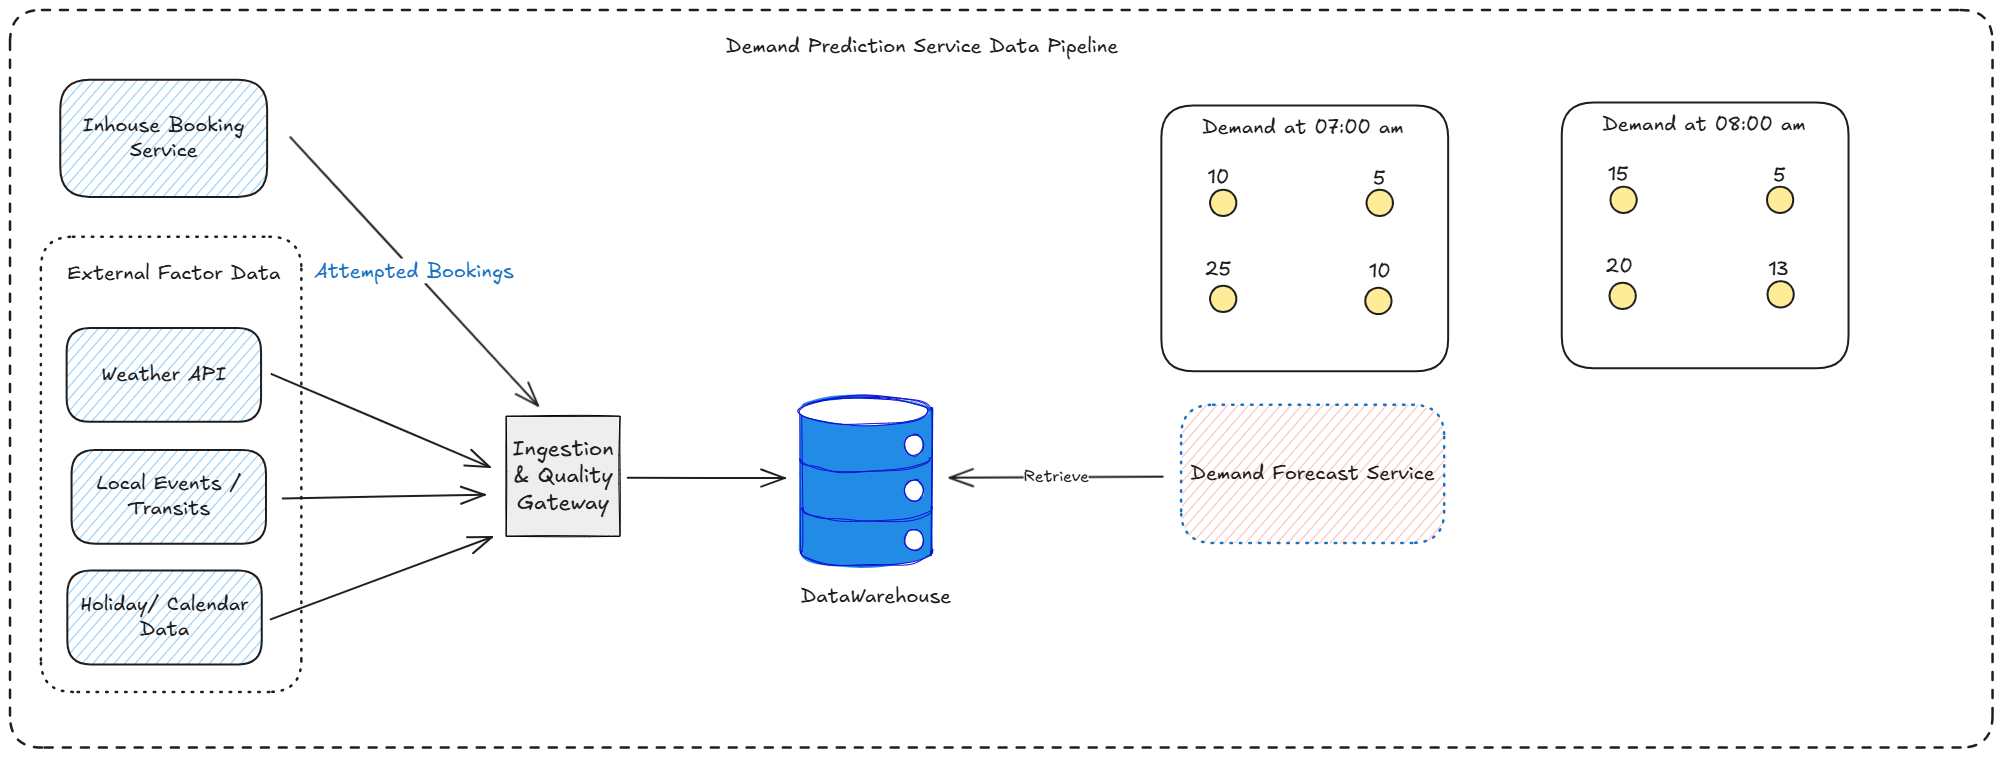 Demand Prediction Service Data Pipeline
Inhouse Booking
Service
External Factor Data
Attempted Bookings
Weather API
Local Events /
Transits
Holiday/ Calendar
Data
Ingestion
& Quality
Gateway
DataWarehouse
Retrieve
Demand Forecast Service
Demand at 07:00 am
10
5
25
10
Demand at 08:00 am
15
5
20
13